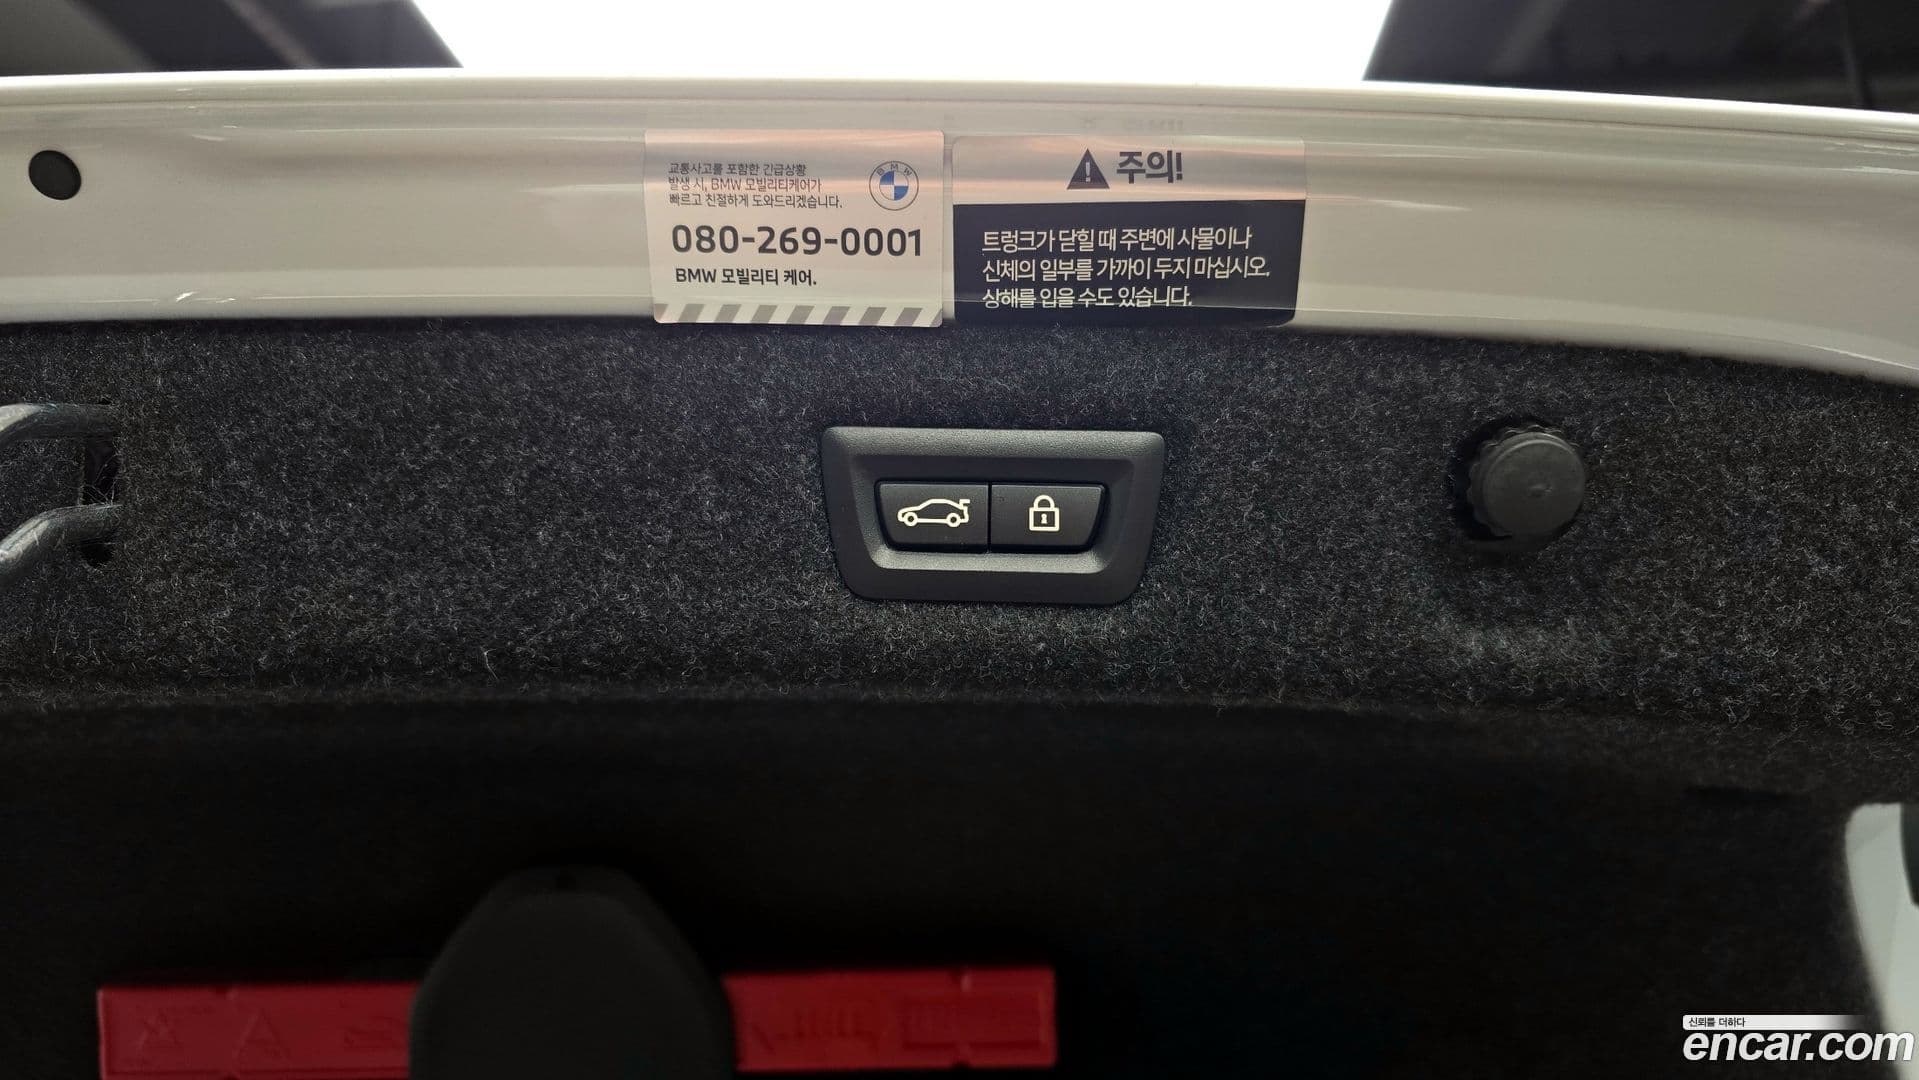 교통사고를 포함한 긴급상황
발생 시, BMW 모빌리티케어가
빠르고 친절하게 도와드리겠습니다.
BMW
080-269-0001
BMW 모빌리티 케어.
주의!
트렁크가 닫힐 때 주변에 사물이나
신체의 일부를 가까이 두지 마십시오.
상해를 입을 수도 있습니다.
신뢰를 더하다
encar.com